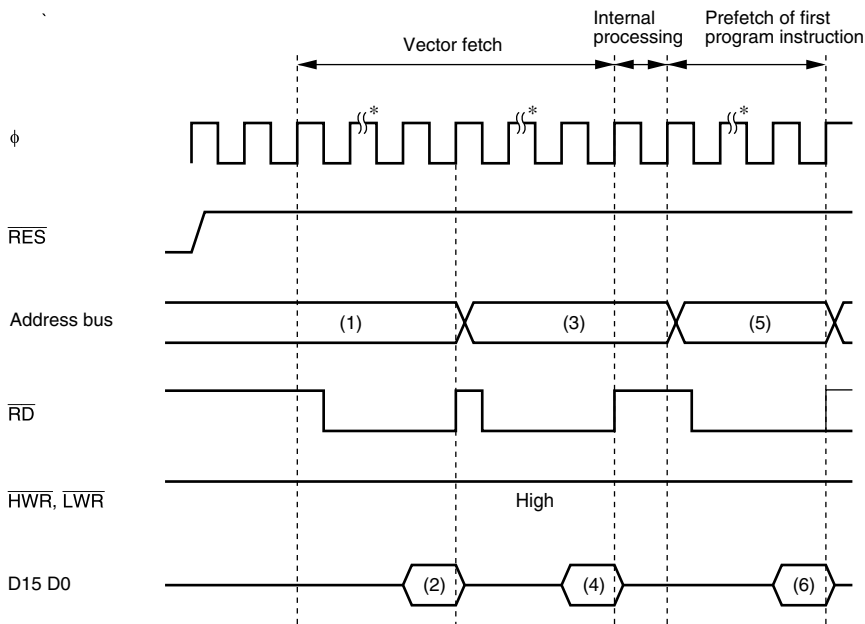 `
Internal
processing
Prefetch of first
program instruction
Vector fetch
* * *
ϕ
RES
Address bus
(1) (3) (5)
RD
HWR, LWR
High
D15 D0
(2) (4) (6)